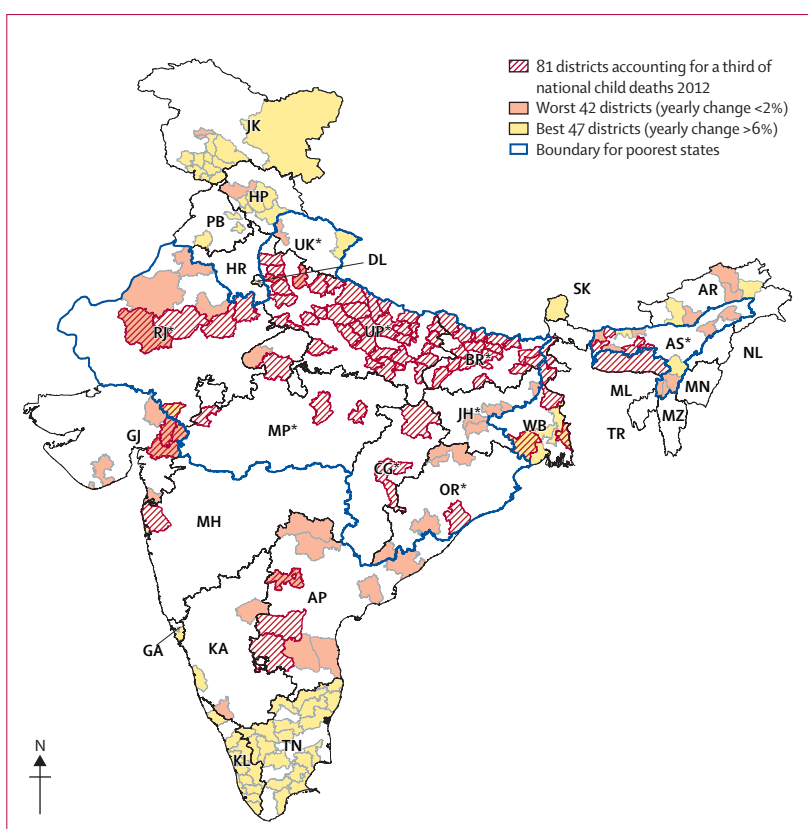 81 districts accounting for a third of
national child deaths 2012
Worst 42 districts (yearly change <2%)
Best 47 districts (yearly change >6%)
Boundary for poorest states
JK
HP
PB
UK*
HR
DL
SK
AR
RJ*
UP*
BR*
AS*
NL
ML
MN
GJ
MP*
JH*
WB
TR
MZ
CG*
OR*
MH
AP
GA
KA
TN
KL
N